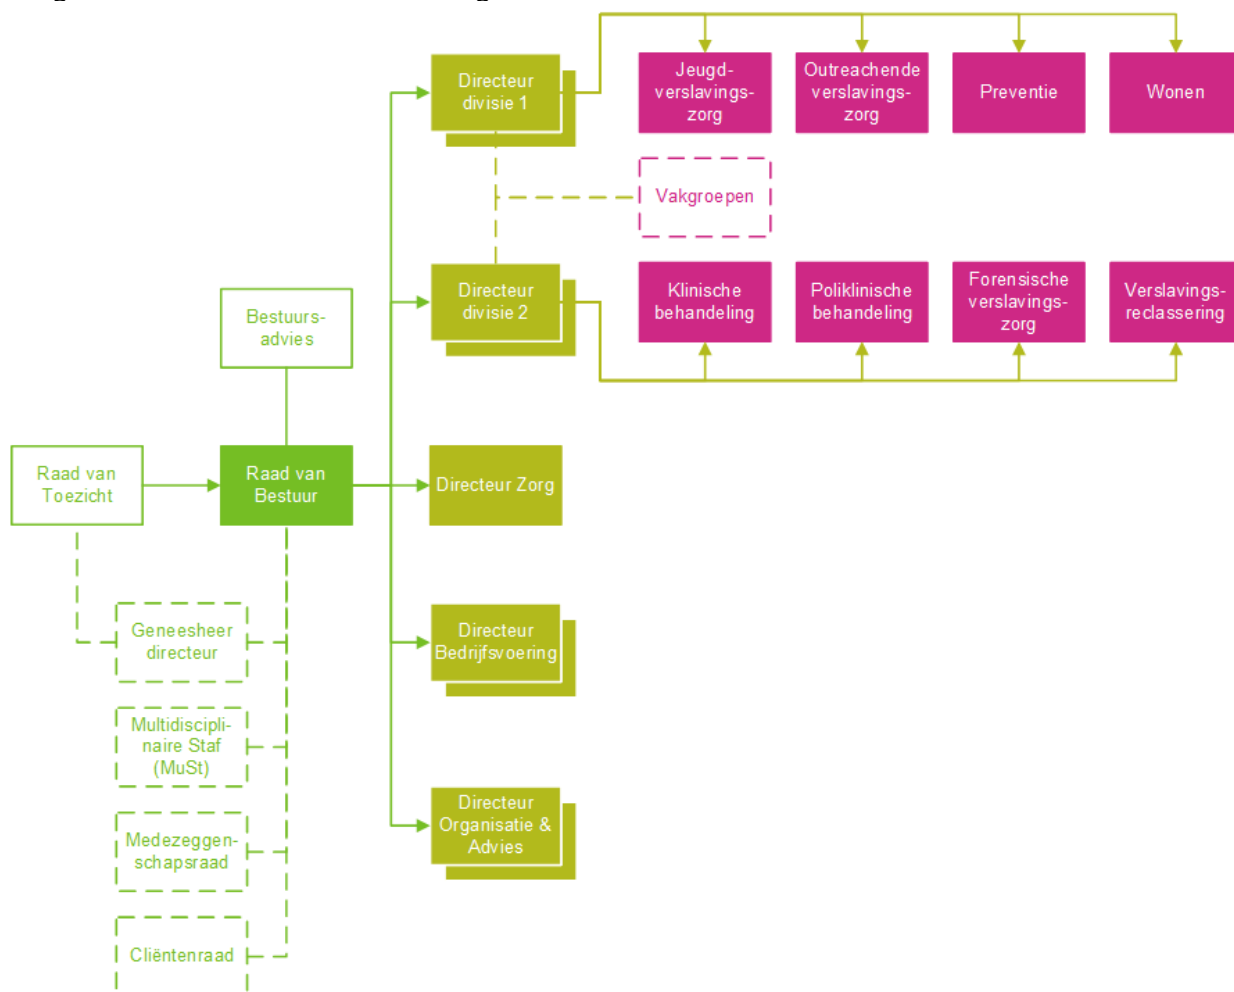 Directeur
divisie 1
Jeugd-
verslavings-
zorg
Outreachende
verslavings-
zorg
Preventie
Wonen
Vakgroepen
Directeur
divisie 2
Klinische
behandeling
Poliklinische
behandeling
Forensische
verslavings-
zorg
Verslavings-
reclassering
Bestuurs-
advies
Raad van
Toezicht
Raad van
Bestuur
Directeur Zorg
Geneesheer
directeur
Directeur
Bedrijfsvoering
Multidiscipli-
naire Staf
(MuSt)
Medezeggen-
schapsraad
Directeur
Organisatie &
Advies
Cliëntenraad